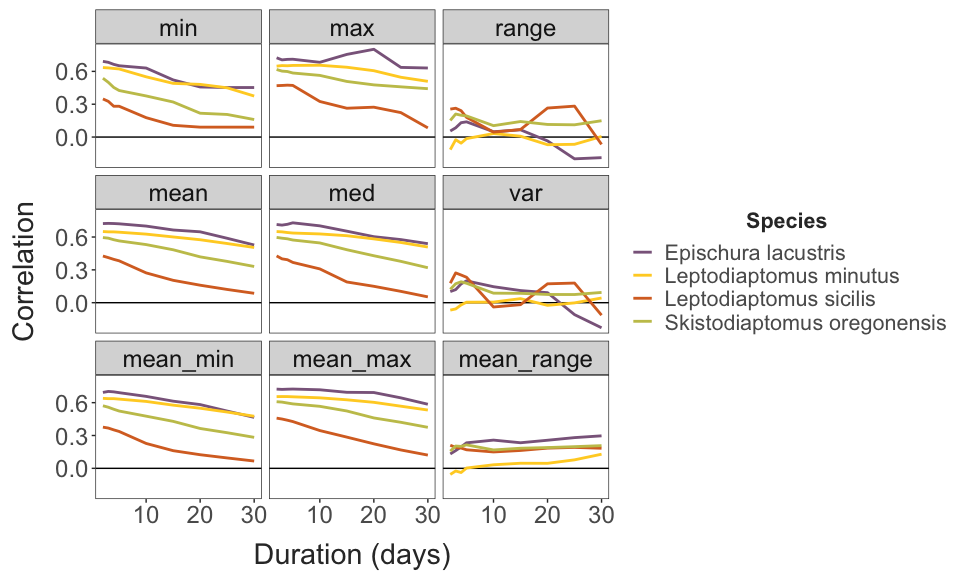 min max range
0.6
0.3
0.0
mean med var
0.6
0.3
0.0
mean_min mean_max mean_range
0.6
0.3
0.0
10 20 30 10 20 30 10 20 30
Correlation
Duration (days)
Species
Epischura lacustris
Leptodiaptomus minutus
Leptodiaptomus sicilis
Skistodiaptomus oregonensis